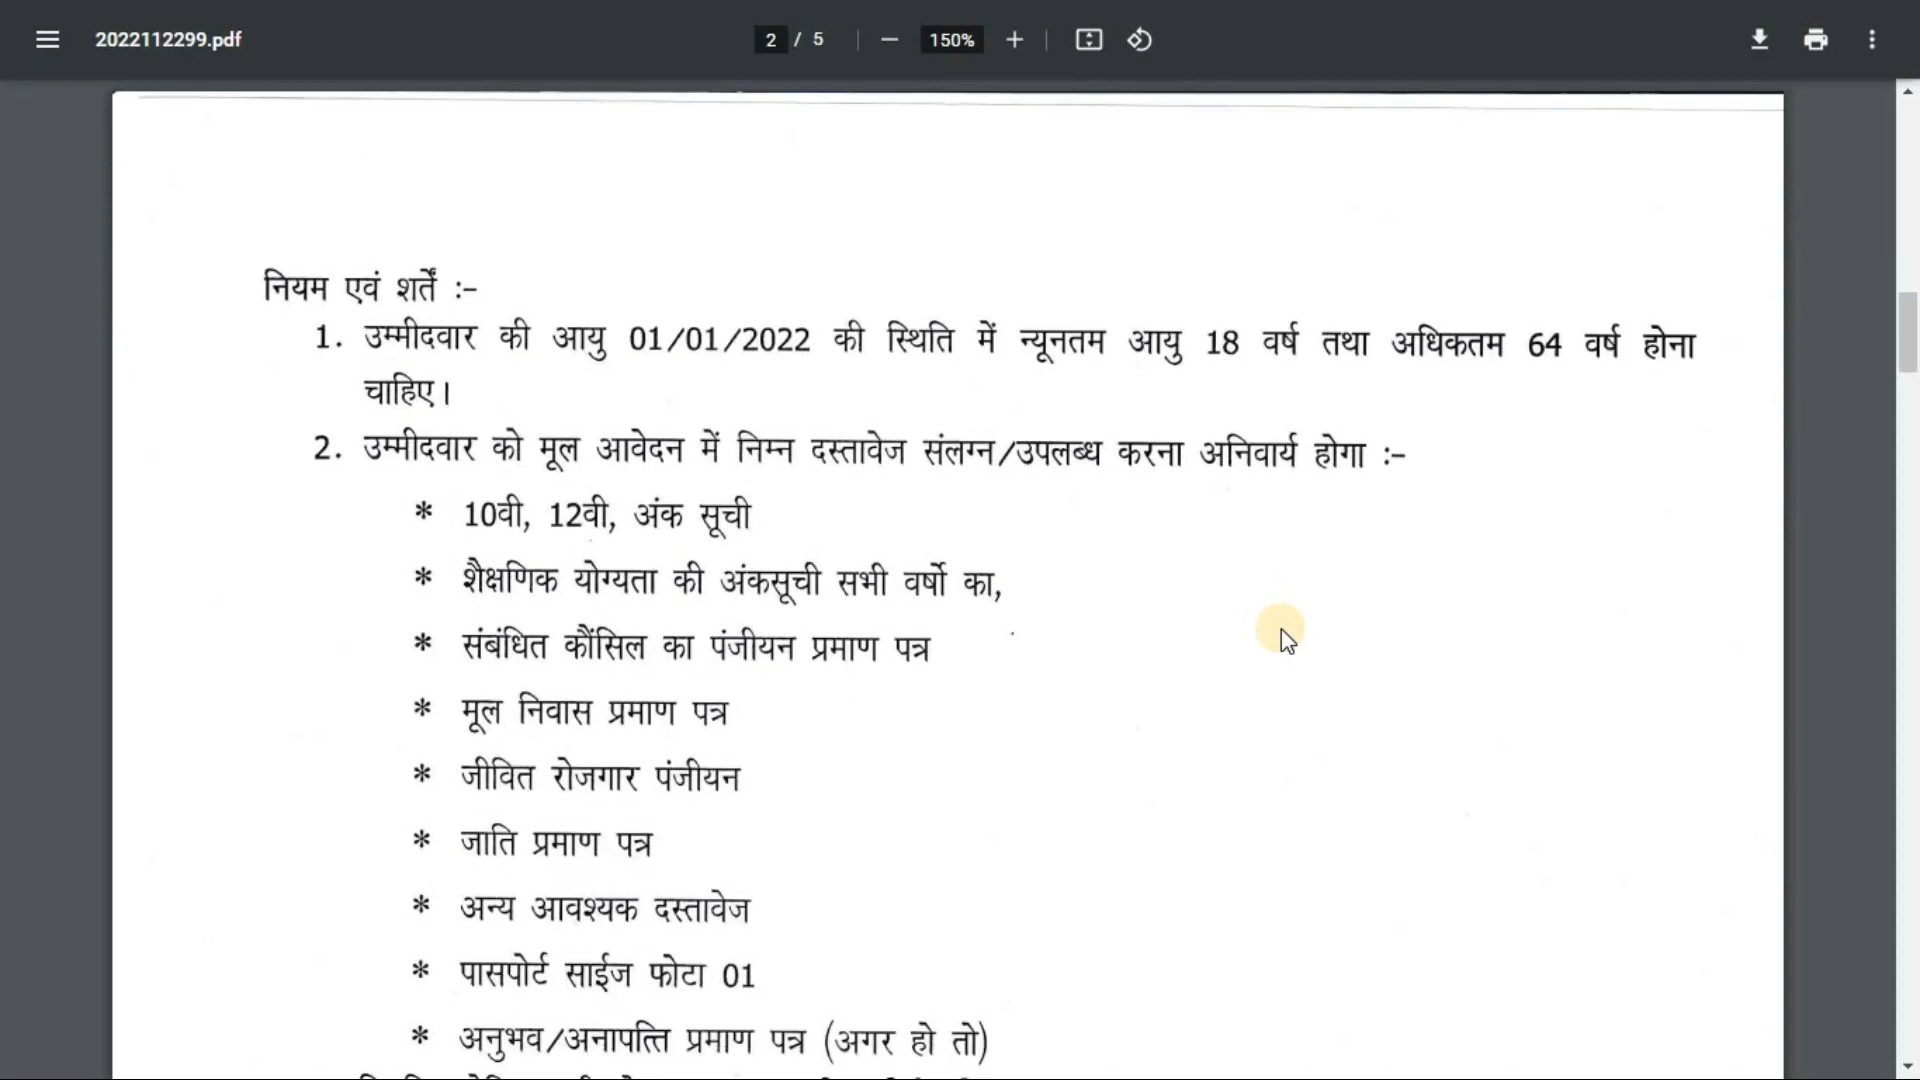 2022112299.pdf
2 / 5
150%
नियम एवं शर्तें :-
1. उम्मीदवार की आयु 01/01/2022 की स्थिति में न्यूनतम आयु 18 वर्ष तथा अधिकतम 64 वर्ष होना
चाहिए।
2. उम्मीदवार को मूल आवेदन में निम्न दस्तावेज संलग्न/उपलब्ध करना अनिवार्य होगा :-
* 10वी, 12वी, अंक सूची
* शैक्षणिक योग्यता की अंकसूची सभी वर्षो का,
* संबंधित कौंसिल का पंजीयन प्रमाण पत्र
* मूल निवास प्रमाण पत्र
* जीवित रोजगार पंजीयन
* जाति प्रमाण पत्र
* अन्य आवश्यक दस्तावेज
* पासपोर्ट साईज फोटा 01
* अनुभव/अनापत्ति प्रमाण पत्र (अगर हो तो)